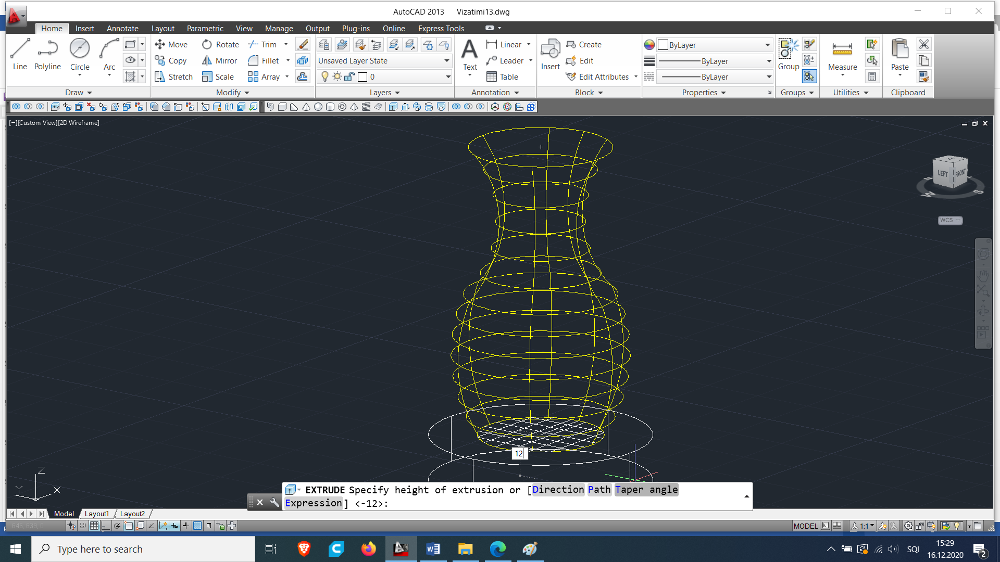 AutoCAD 2013 Vizatimi13.dwg
Home Insert Annotate Layout Parametric View Manage Output Plug-ins Online Express Tools
Line Polyline Circle Arc
Move Rotate Trim
Copy Mirror Fillet
Stretch Scale Array
Unsaved Layer State
0
Text
Linear
Leader
Table
Insert
Create
Edit
Edit Attributes
ByLayer
ByLayer
ByLayer
Group
Measure
Paste
Draw Modify Layers Annotation Block Properties Groups Utilities Clipboard
[−][Custom View][2D Wireframe]
LEFT FRONT
W S
WCS
12
Z
Y X
EXTRUDE Specify height of extrusion or [Direction Path Taper angle
Expression] <-12>:
Model Layout1 Layout2
646, 639, 0
MODEL 1:1
Type here to search
SQI
15:29
16.12.2020
2